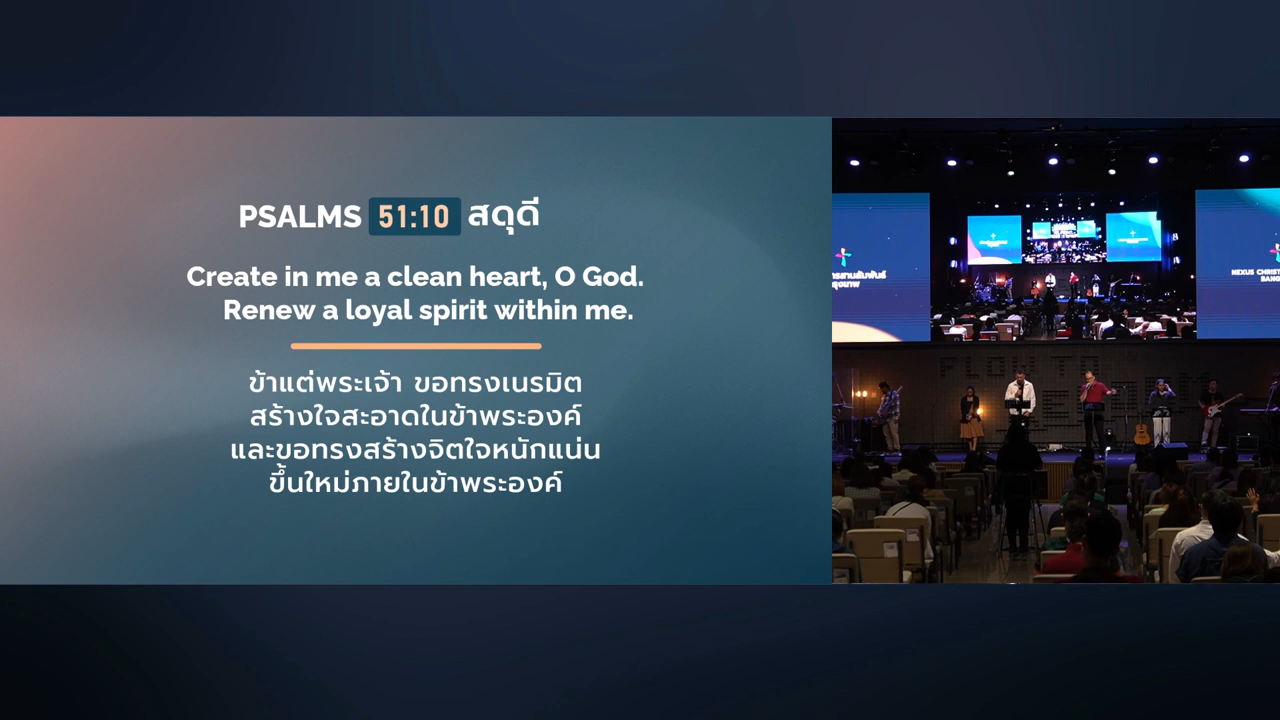 PSALMS 51:10 สดุดี
Create in me a clean heart, O God.
Renew a loyal spirit within me.
ข้าแต่พระเจ้า ขอทรงเนรมิต
สร้างใจสะอาดในข้าพระองค์
และขอทรงสร้างจิตใจหนักแน่น
ขึ้นใหม่ภายในข้าพระองค์
NEXUS CHRIST
BANG